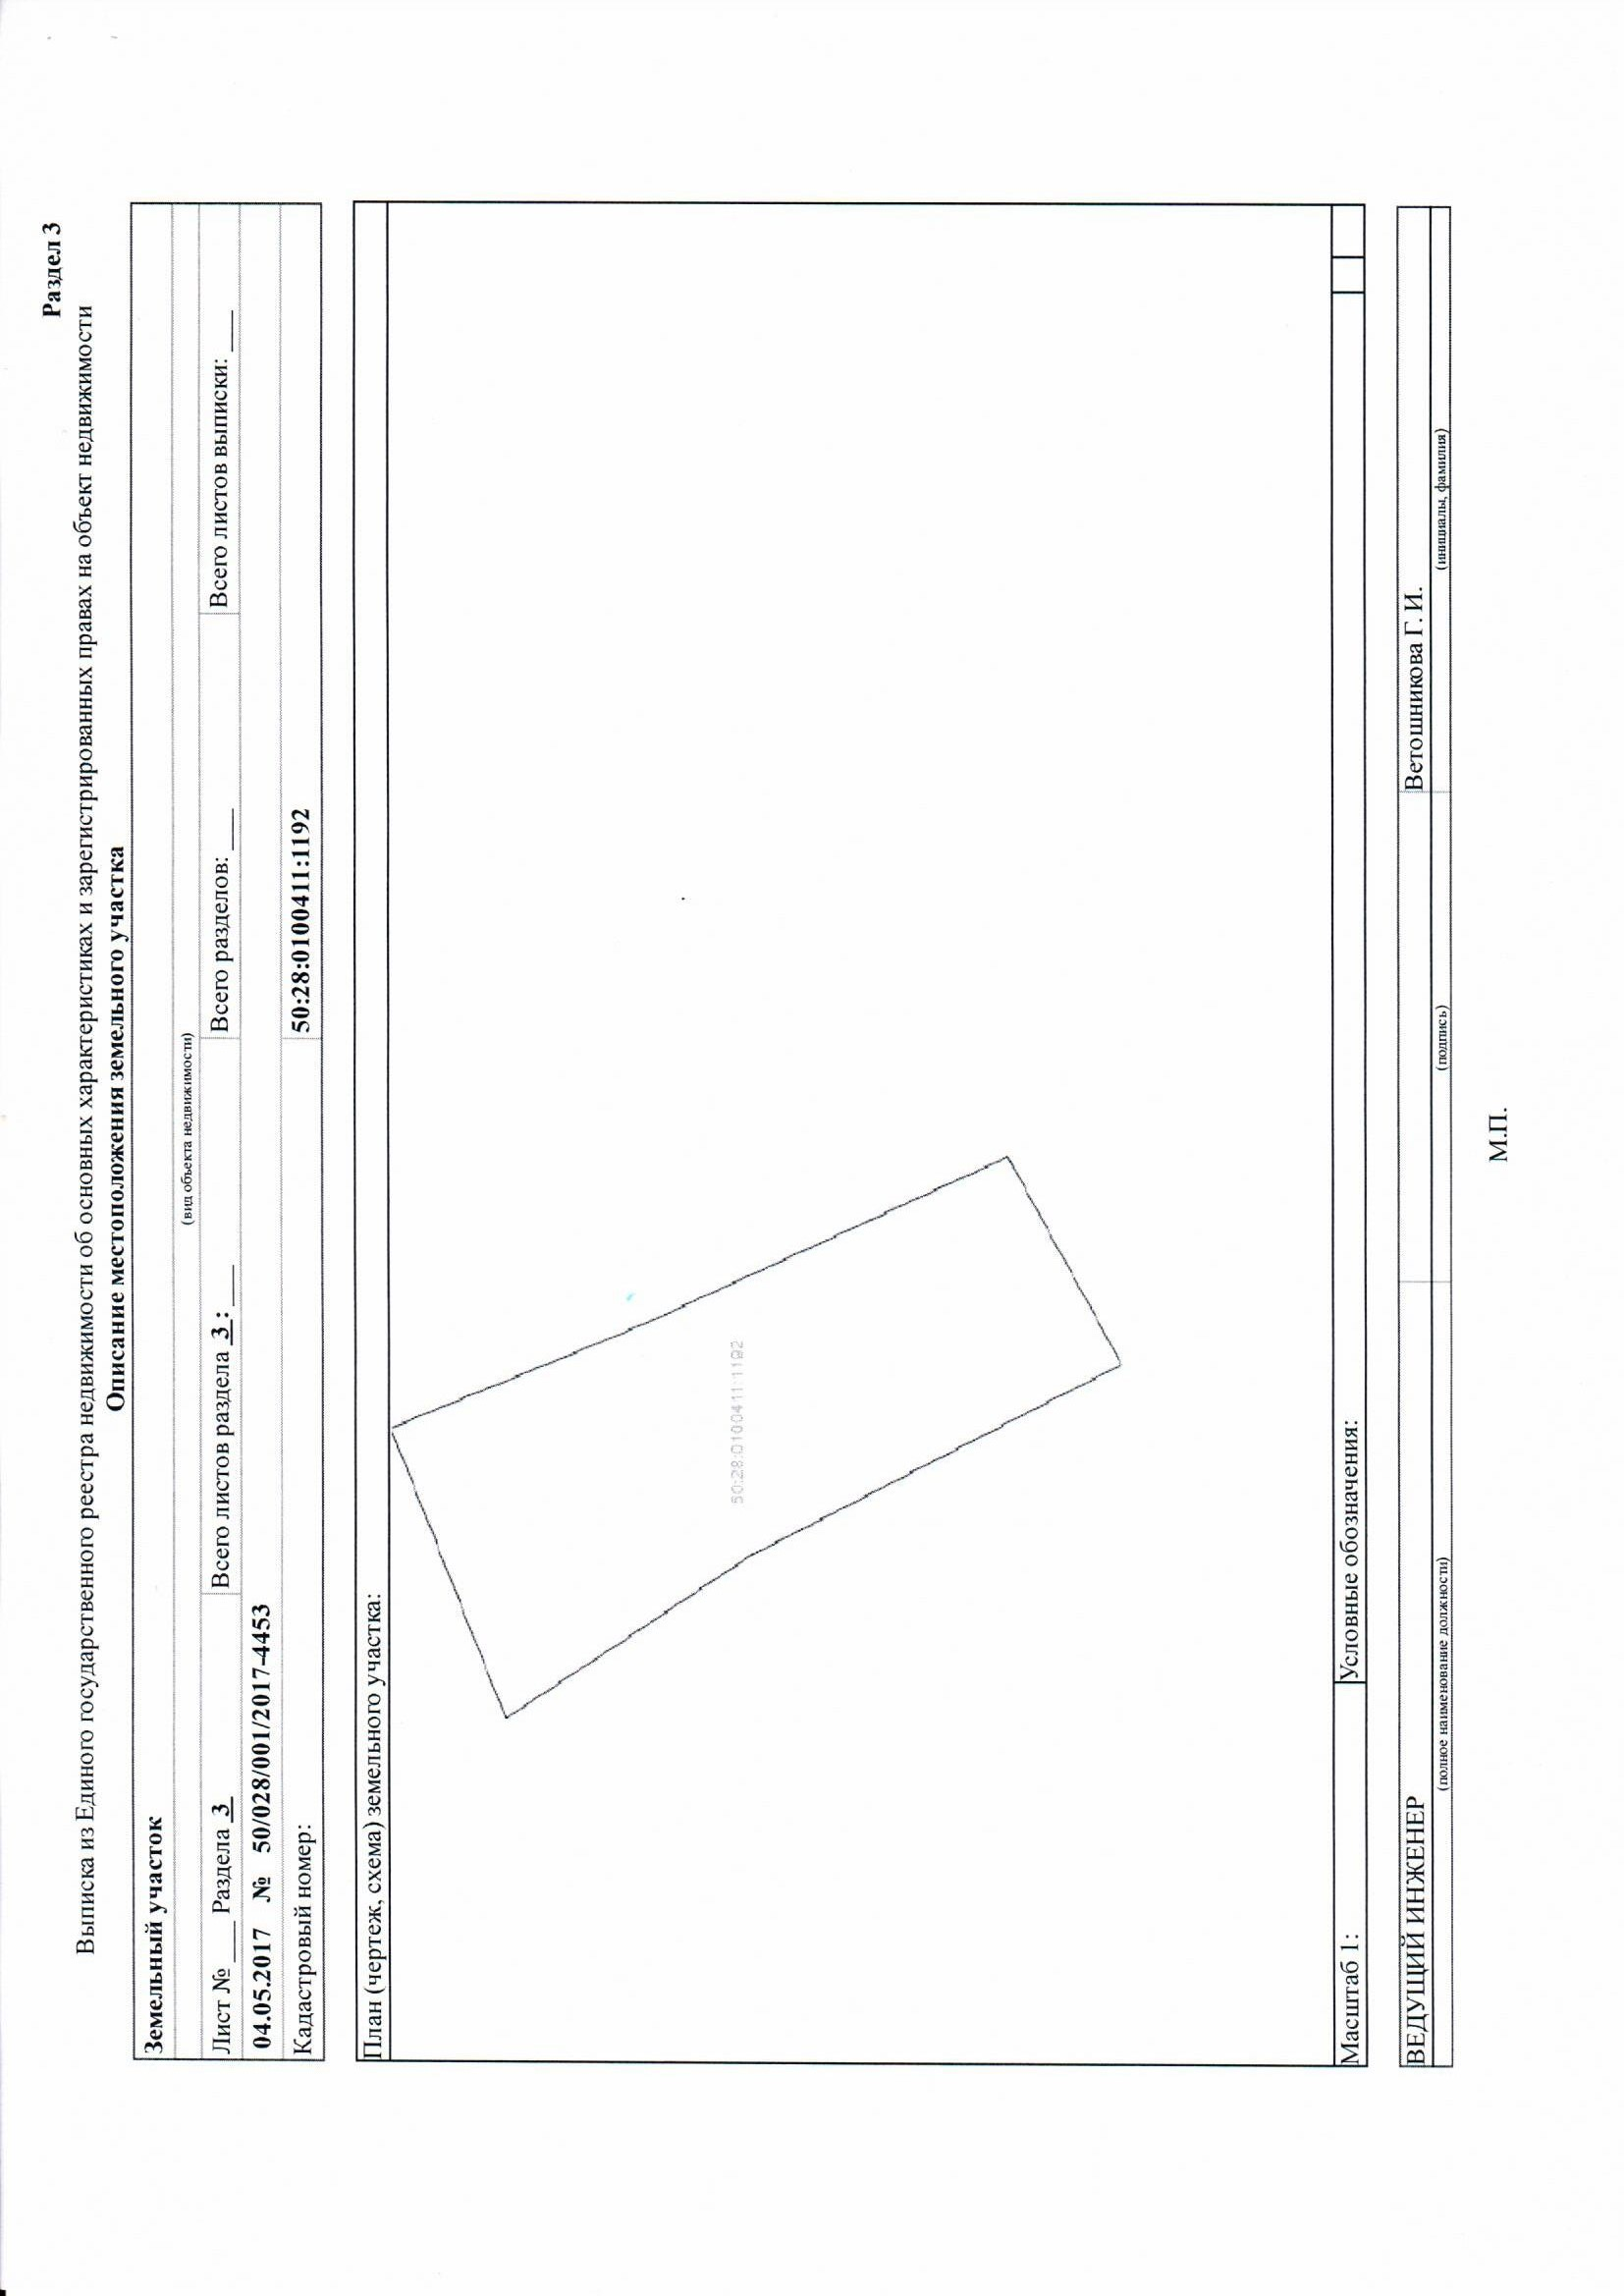 Раздел 3
Выписка из Единого государственного реестра недвижимости об основных характеристиках и зарегистрированных правах на объект недвижимости
Описание местоположения земельного участка
Земельный участок
(вид объекта недвижимости)
Лист № ___ Раздела 3 Всего листов раздела 3 : ___ Всего разделов: ___ Всего листов выписки: ___
04.05.2017 № 50/028/001/2017-4453
Кадастровый номер: 50:28:0100411:1192
План (чертеж, схема) земельного участка:
50:28:0100411:1192
Масштаб 1: Условные обозначения:
ВЕДУЩИЙ ИНЖЕНЕР Ветошникова Г. И.
(полное наименование должности) (подпись) (инициалы, фамилия)
М.П.